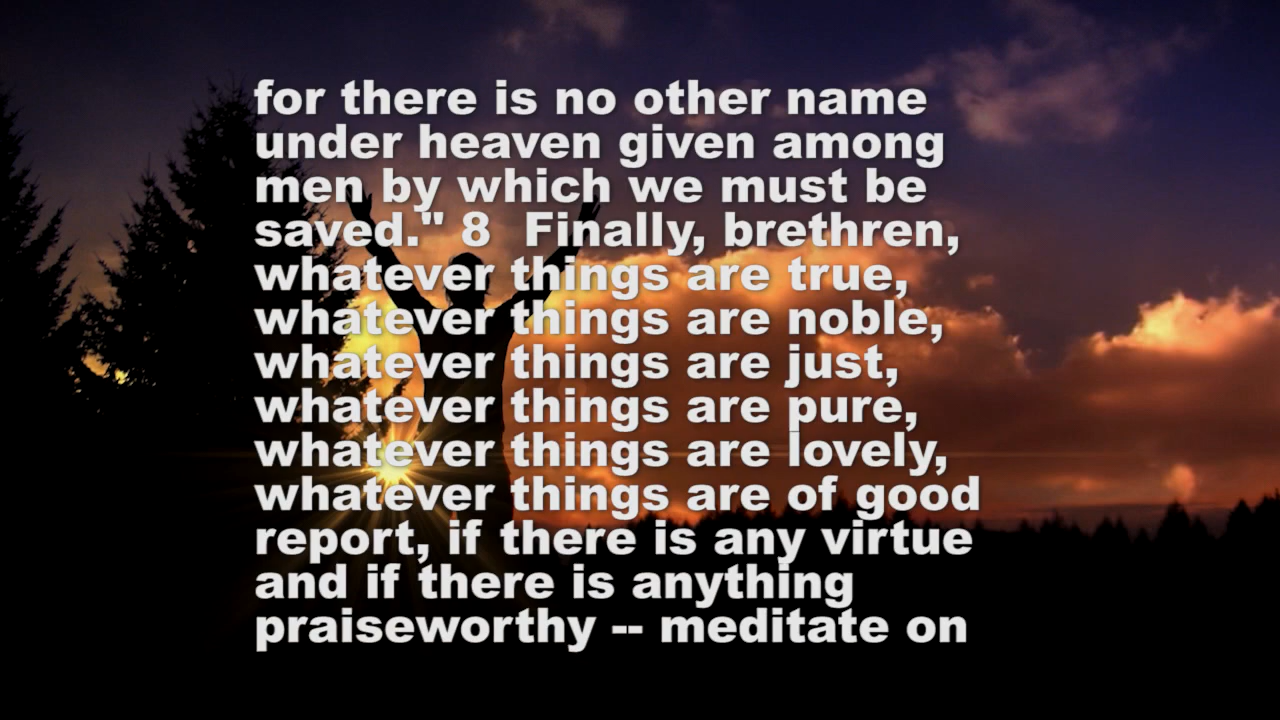 for there is no other name
under heaven given among
men by which we must be
saved." 8  Finally, brethren,
whatever things are true,
whatever things are noble,
whatever things are just,
whatever things are pure,
whatever things are lovely,
whatever things are of good
report, if there is any virtue
and if there is anything
praiseworthy -- meditate on